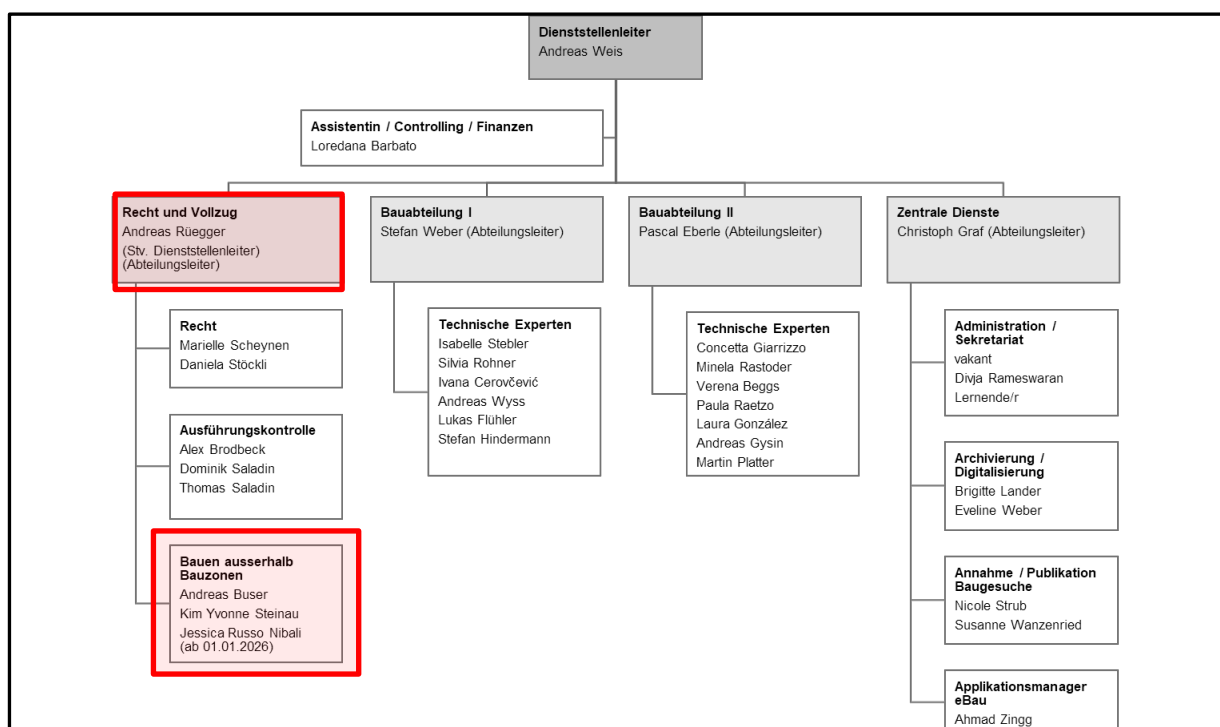 Dienststellenleiter
Andreas Weis
Assistentin / Controlling / Finanzen
Loredana Barbato
Recht und Vollzug
Andreas Rüegger
(Stv. Dienststellenleiter)
(Abteilungsleiter)
Bauabteilung I
Stefan Weber (Abteilungsleiter)
Bauabteilung II
Pascal Eberle (Abteilungsleiter)
Zentrale Dienste
Christoph Graf (Abteilungsleiter)
Recht
Marielle Scheynen
Daniela Stöckli
Ausführungskontrolle
Alex Brodbeck
Dominik Saladin
Thomas Saladin
Bauen ausserhalb
Bauzonen
Andreas Buser
Kim Yvonne Steinau
Jessica Russo Nibali
(ab 01.01.2026)
Technische Experten
Isabelle Stebler
Silvia Rohner
Ivana Cerovčević
Andreas Wyss
Lukas Flühler
Stefan Hindermann
Technische Experten
Concetta Giarrizzo
Minela Rastoder
Verena Beggs
Paula Raetzo
Laura González
Andreas Gysin
Martin Platter
Administration /
Sekretariat
vakant
Divja Rameswaran
Lernende/r
Archivierung /
Digitalisierung
Brigitte Lander
Eveline Weber
Annahme / Publikation
Baugesuche
Nicole Strub
Susanne Wanzenried
Applikationsmanager
eBau
Ahmad Zingg